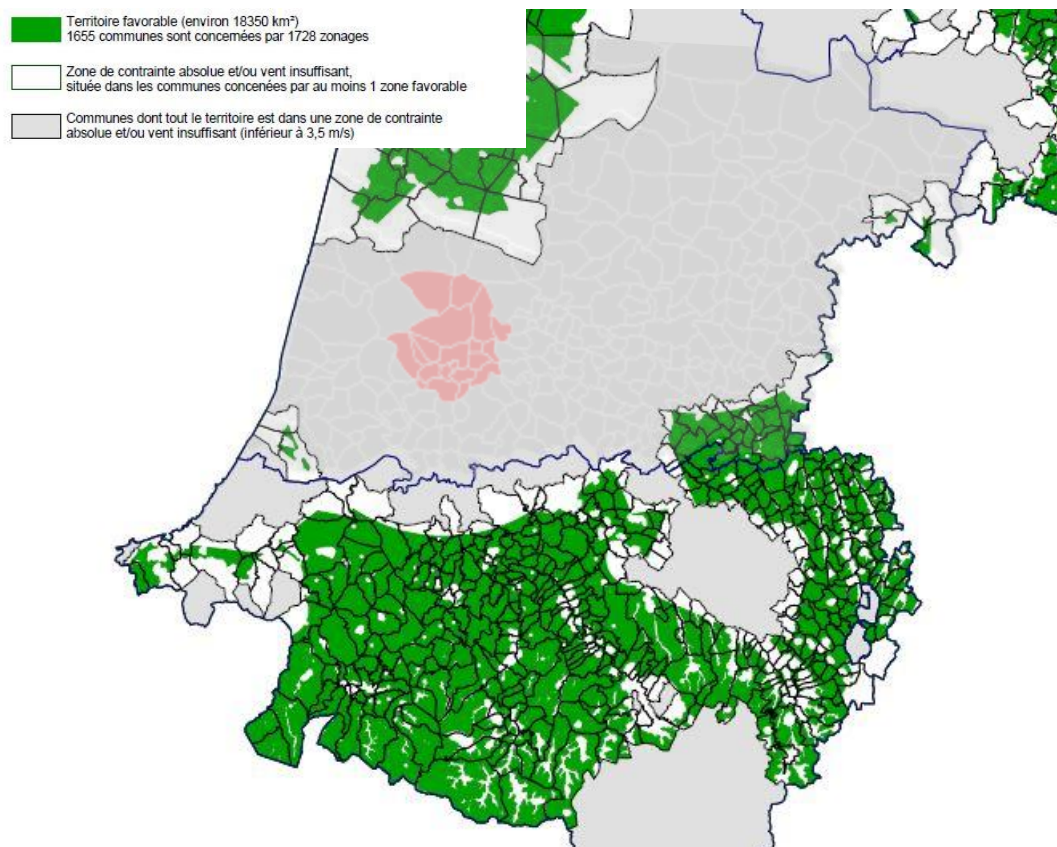 Territoire favorable (environ 18350 km²)
1655 communes sont concernées par 1728 zonages
Zone de contrainte absolue et/ou vent insuffisant,
située dans les communes concenées par au moins 1 zone favorable
Communes dont tout le territoire est dans une zone de contrainte
absolue et/ou vent insuffisant (inférieur à 3,5 m/s)